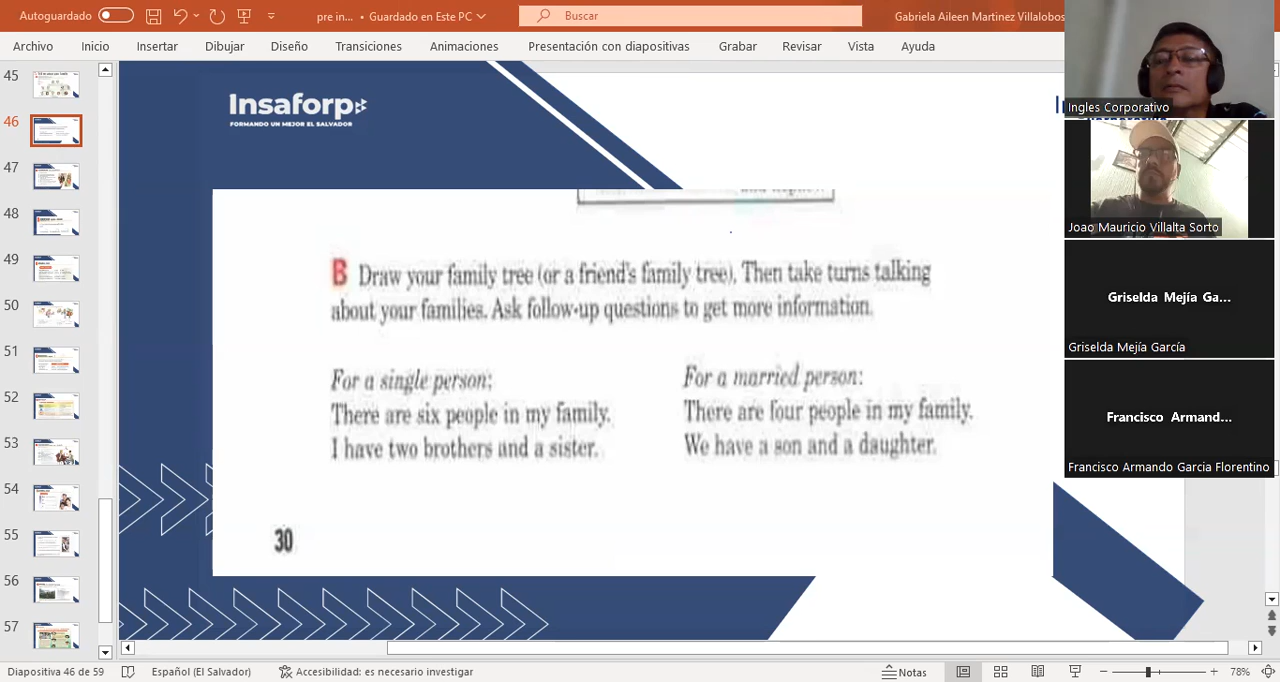 Autoguardado
pre in... • Guardado en Este PC
Buscar
Gabriela Aileen Martinez Villalobos
Archivo Inicio Insertar Dibujar Diseño Transiciones Animaciones Presentación con diapositivas Grabar Revisar Vista Ayuda
45
46
47
48
49
50
51
52
53
54
55
56
57
Insaforp
FORMANDO UN MEJOR EL SALVADOR
B Draw your family tree (or a friend's family tree). Then take turns talking
about your families. Ask follow-up questions to get more information.
For a single person:
There are six people in my family.
I have two brothers and a sister.
For a married person:
There are four people in my family.
We have a son and a daughter.
30
Ingles Corporativo
Joao Mauricio Villalta Sorto
Griselda Mejía Ga...
Griselda Mejía García
Francisco Armand...
Francisco Armando Garcia Florentino
Diapositiva 46 de 59 Español (El Salvador) Accesibilidad: es necesario investigar Notas 78%